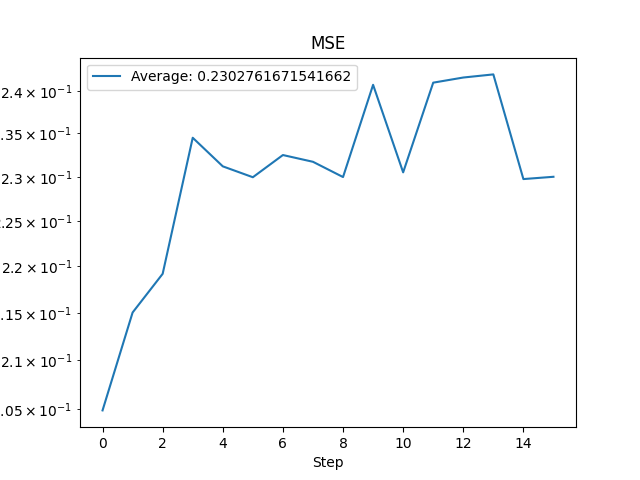 MSE
Average: 0.2302761671541662
2.4 × 10⁻¹
.35 × 10⁻¹
2.3 × 10⁻¹
.25 × 10⁻¹
2.2 × 10⁻¹
.15 × 10⁻¹
2.1 × 10⁻¹
.05 × 10⁻¹
0 2 4 6 8 10 12 14
Step